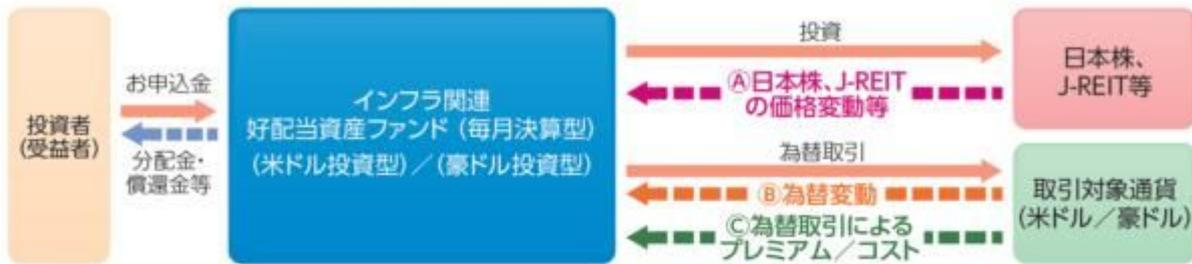 投資者
(受益者)
お申込金
分配金・
償還金等
インフラ関連
好配当資産ファンド(毎月決算型)
(米ドル投資型)/(豪ドル投資型)
投資
Ⓐ日本株、J-REIT
の価格変動等
為替取引
Ⓑ為替変動
Ⓒ為替取引による
プレミアム/コスト
日本株、
J-REIT等
取引対象通貨
(米ドル/豪ドル)